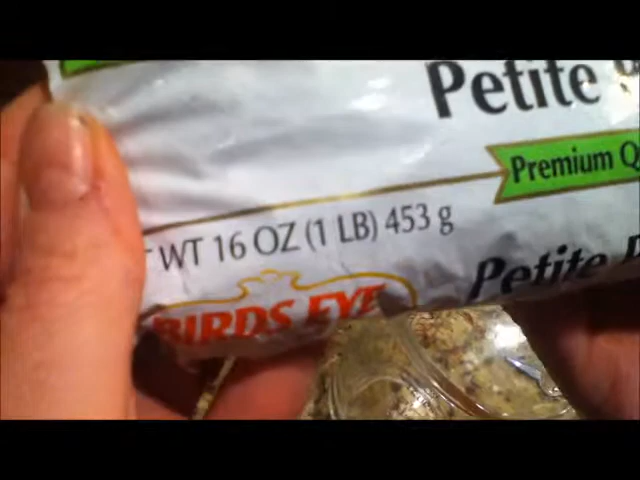 Petite
Premium
WT 16 OZ (1 LB) 453 g
Petite
BIRDS EYE